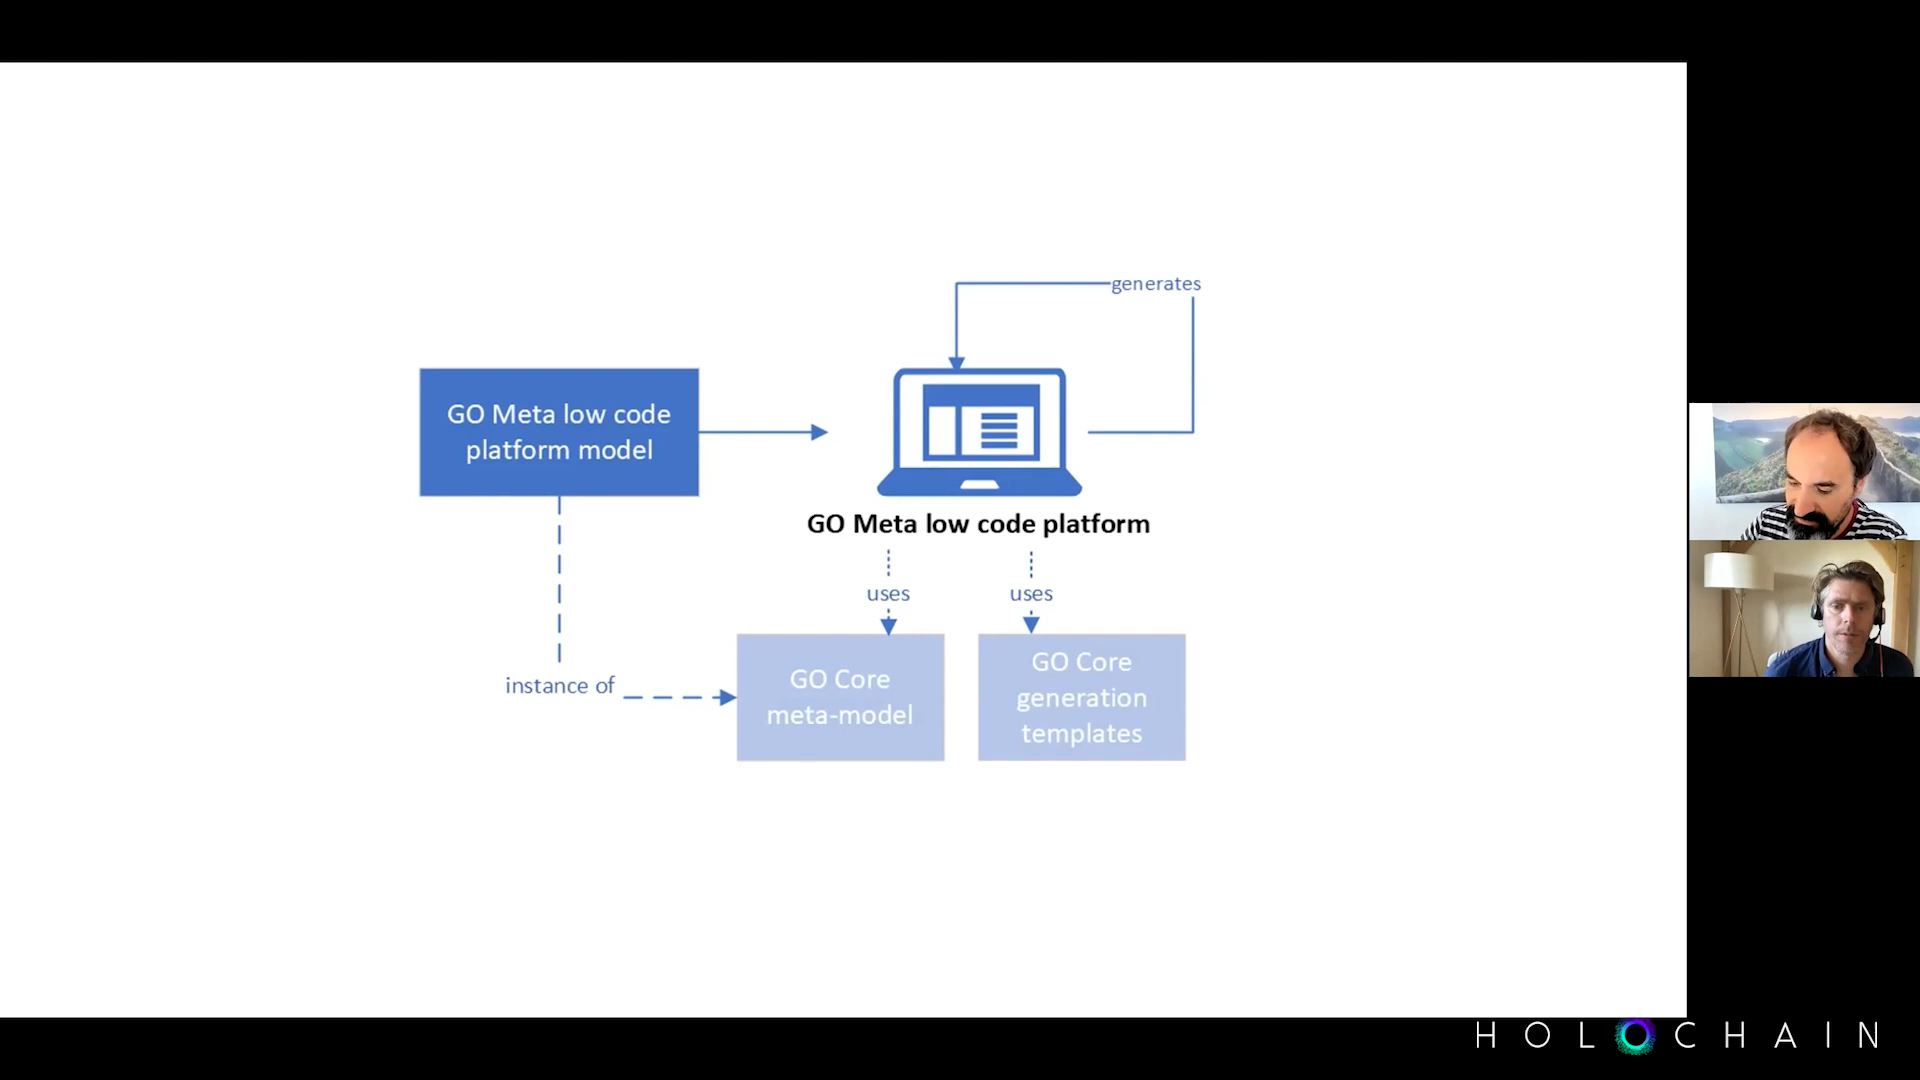 generates
GO Meta low code
platform model
GO Meta low code platform
uses
uses
instance of
GO Core
meta-model
GO Core
generation
templates
HOLOCHAIN